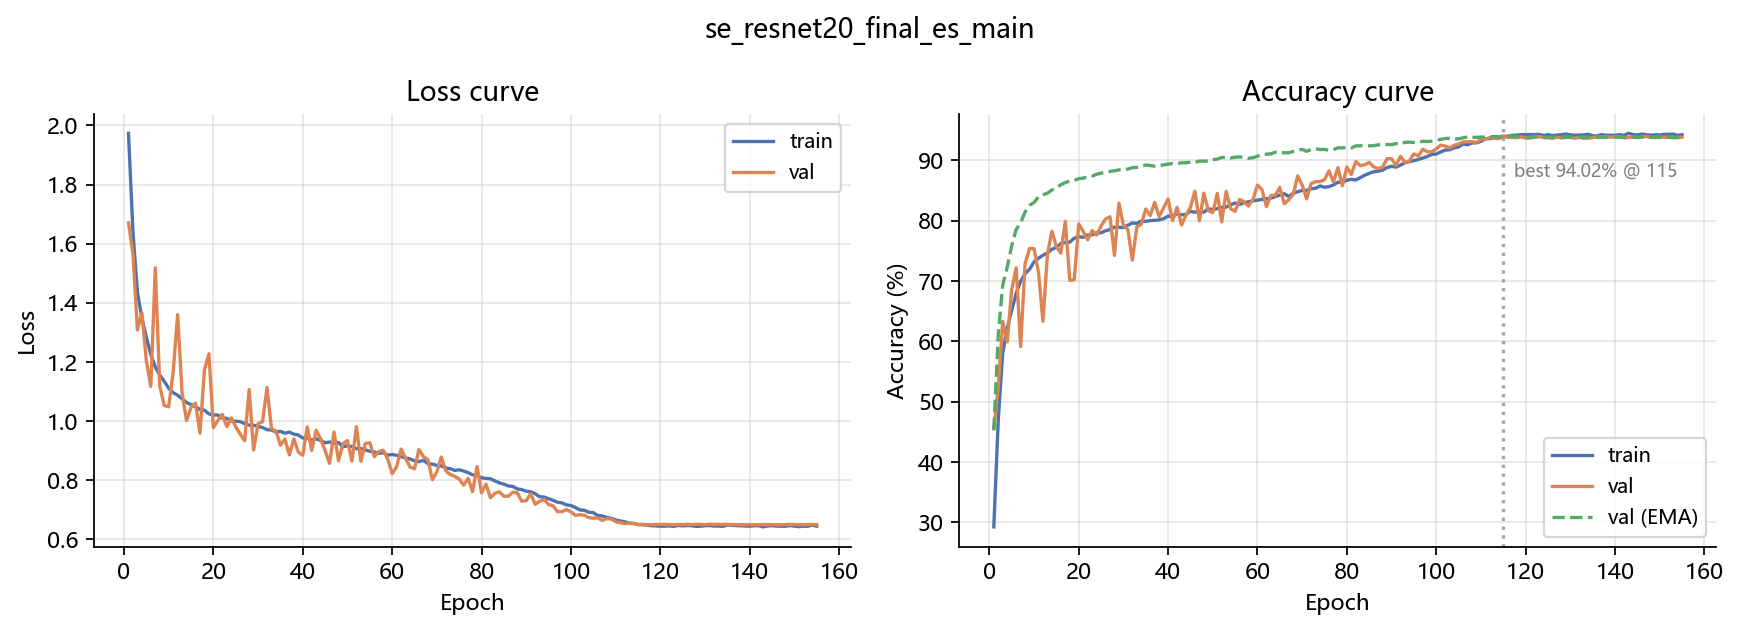 se_resnet20_final_es_main
Loss curve
Loss
2.0
1.8
1.6
1.4
1.2
1.0
0.8
0.6
0 20 40 60 80 100 120 140 160
Epoch
train
val
Accuracy curve
Accuracy (%)
90
80
70
60
50
40
30
0 20 40 60 80 100 120 140 160
Epoch
best 94.02% @ 115
train
val
val (EMA)